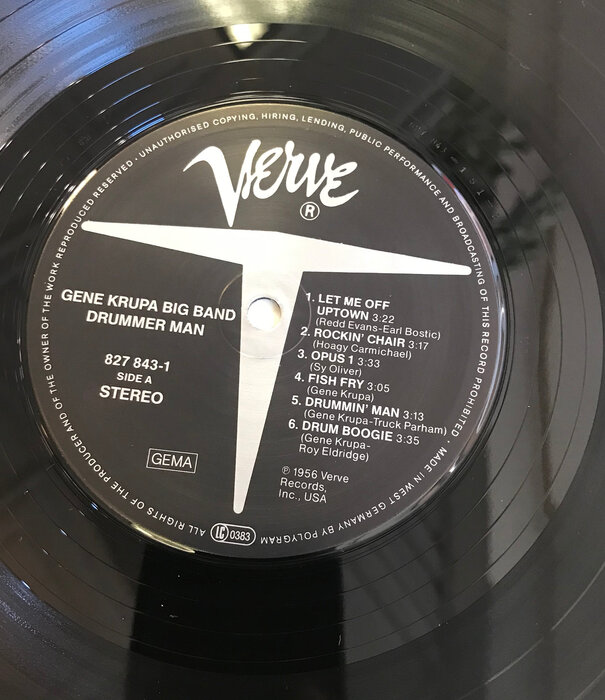 ALL RIGHTS OF THE PRODUCER AND OF THE OWNER OF THE WORK REPRODUCED RESERVED · UNAUTHORISED COPYING, HIRING, LENDING, PUBLIC PERFORMANCE AND BROADCASTING OF THIS RECORD PROHIBITED · MADE IN WEST GERMANY BY POLYGRAM
Verve
®
GENE KRUPA BIG BAND
DRUMMER MAN
827 843-1
SIDE A
STEREO
GEMA
1. LET ME OFF
UPTOWN 3:22
(Redd Evans-Earl Bostic)
2. ROCKIN' CHAIR 3:17
(Hoagy Carmichael)
3. OPUS 1 3:33
(Sy Oliver)
4. FISH FRY 3:05
(Gene Krupa)
5. DRUMMIN' MAN 3:13
(Gene Krupa-Truck Parham)
6. DRUM BOOGIE 3:35
(Gene Krupa-
Roy Eldridge)
℗ 1956 Verve
Records,
Inc., USA
LC 0383